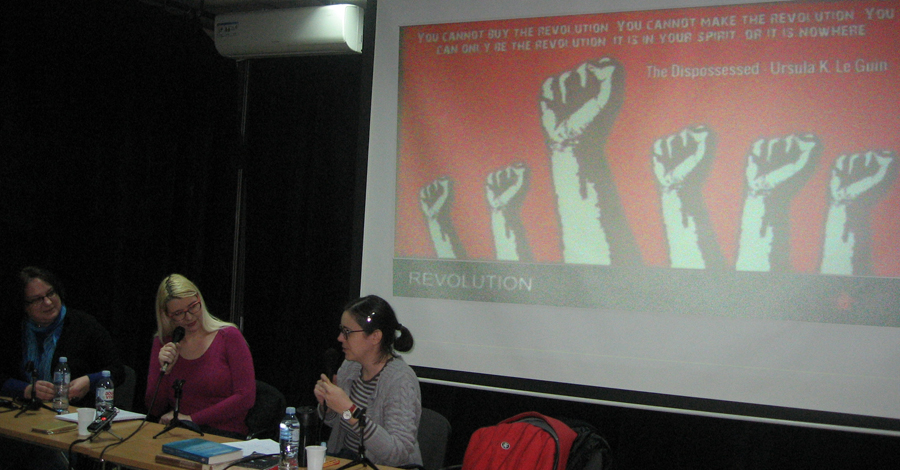 YOU CANNOT BUY THE REVOLUTION. YOU CANNOT MAKE THE REVOLUTION. YOU
CAN ONLY BE THE REVOLUTION. IT IS IN YOUR SPIRIT, OR IT IS NOWHERE
The Dispossessed - Ursula K. Le Guin
REVOLUTION